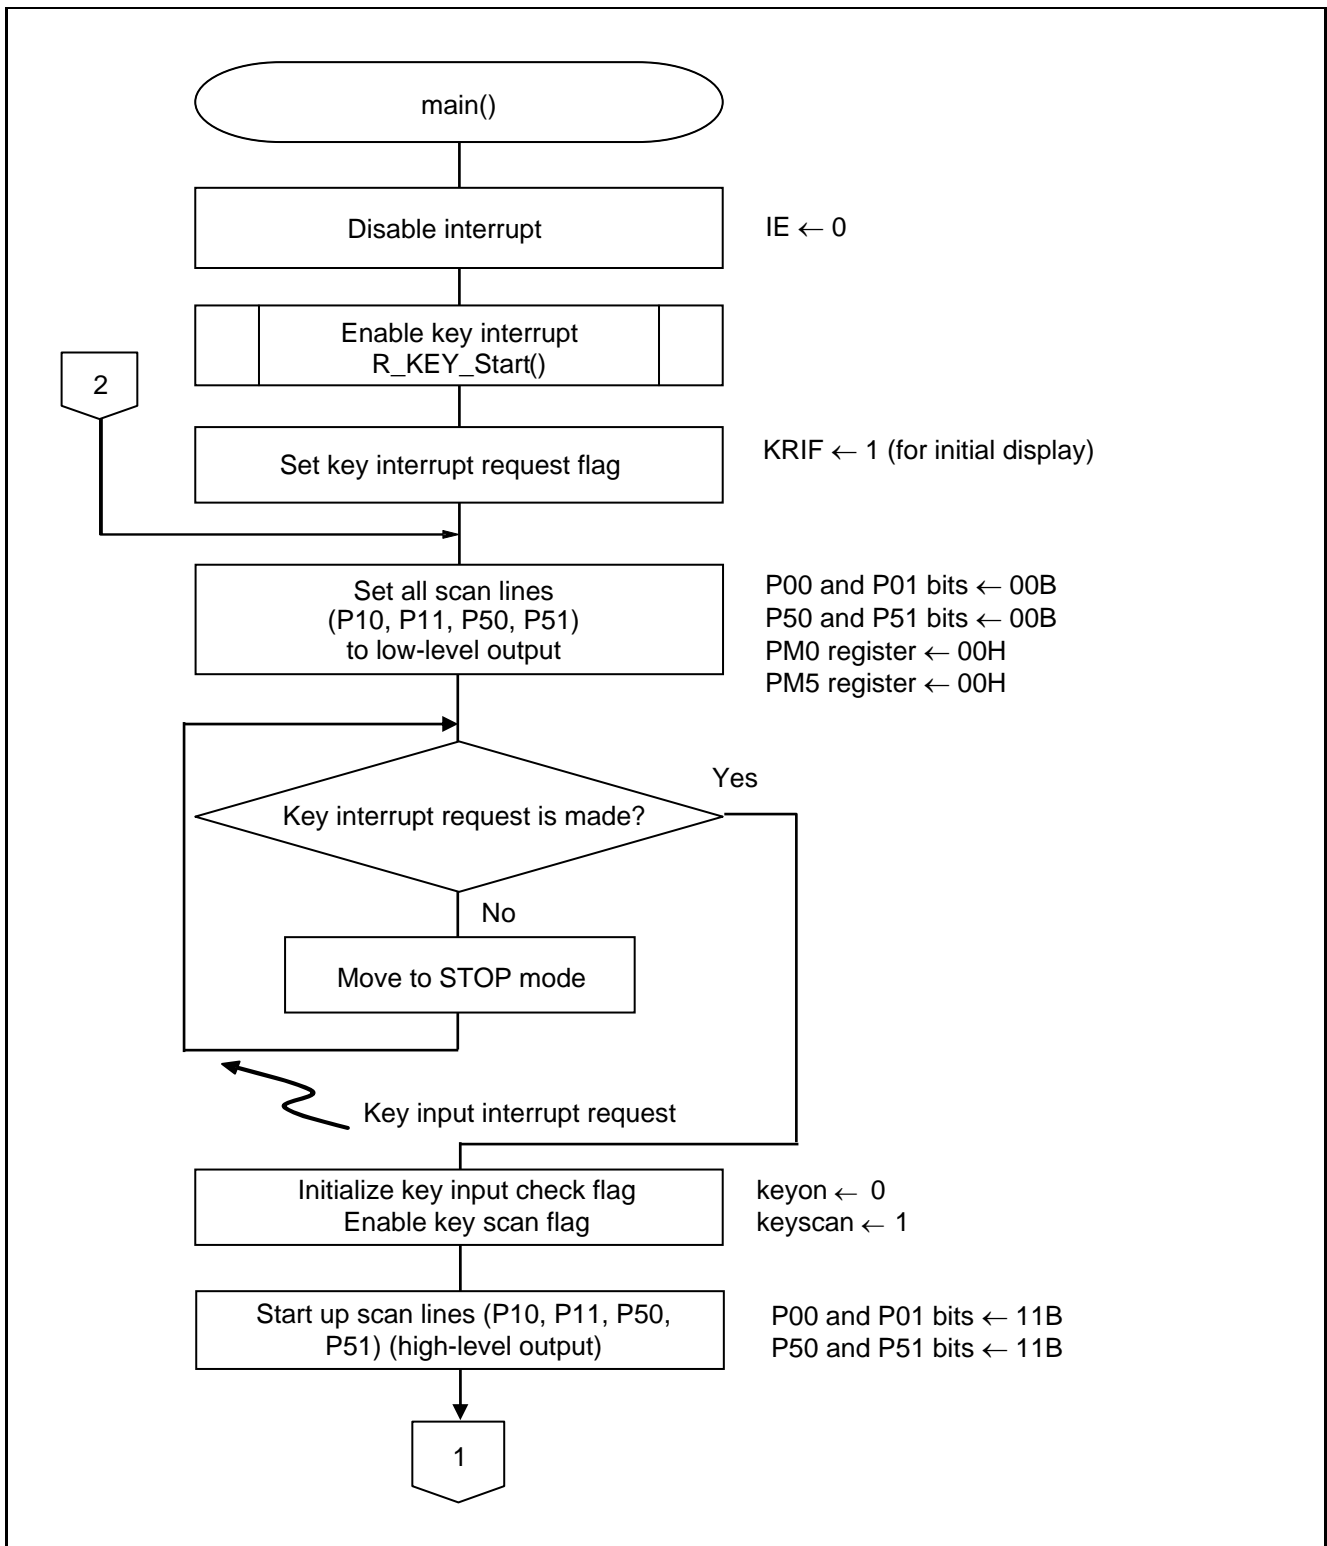 main()
Disable interrupt
IE ← 0
Enable key interrupt
R_KEY_Start()
2
Set key interrupt request flag
KRIF ← 1 (for initial display)
Set all scan lines
(P10, P11, P50, P51)
to low-level output
P00 and P01 bits ← 00B
P50 and P51 bits ← 00B
PM0 register ← 00H
PM5 register ← 00H
Key interrupt request is made?
Yes
No
Move to STOP mode
Key input interrupt request
Initialize key input check flag
Enable key scan flag
keyon ← 0
keyscan ← 1
Start up scan lines (P10, P11, P50,
P51) (high-level output)
P00 and P01 bits ← 11B
P50 and P51 bits ← 11B
1